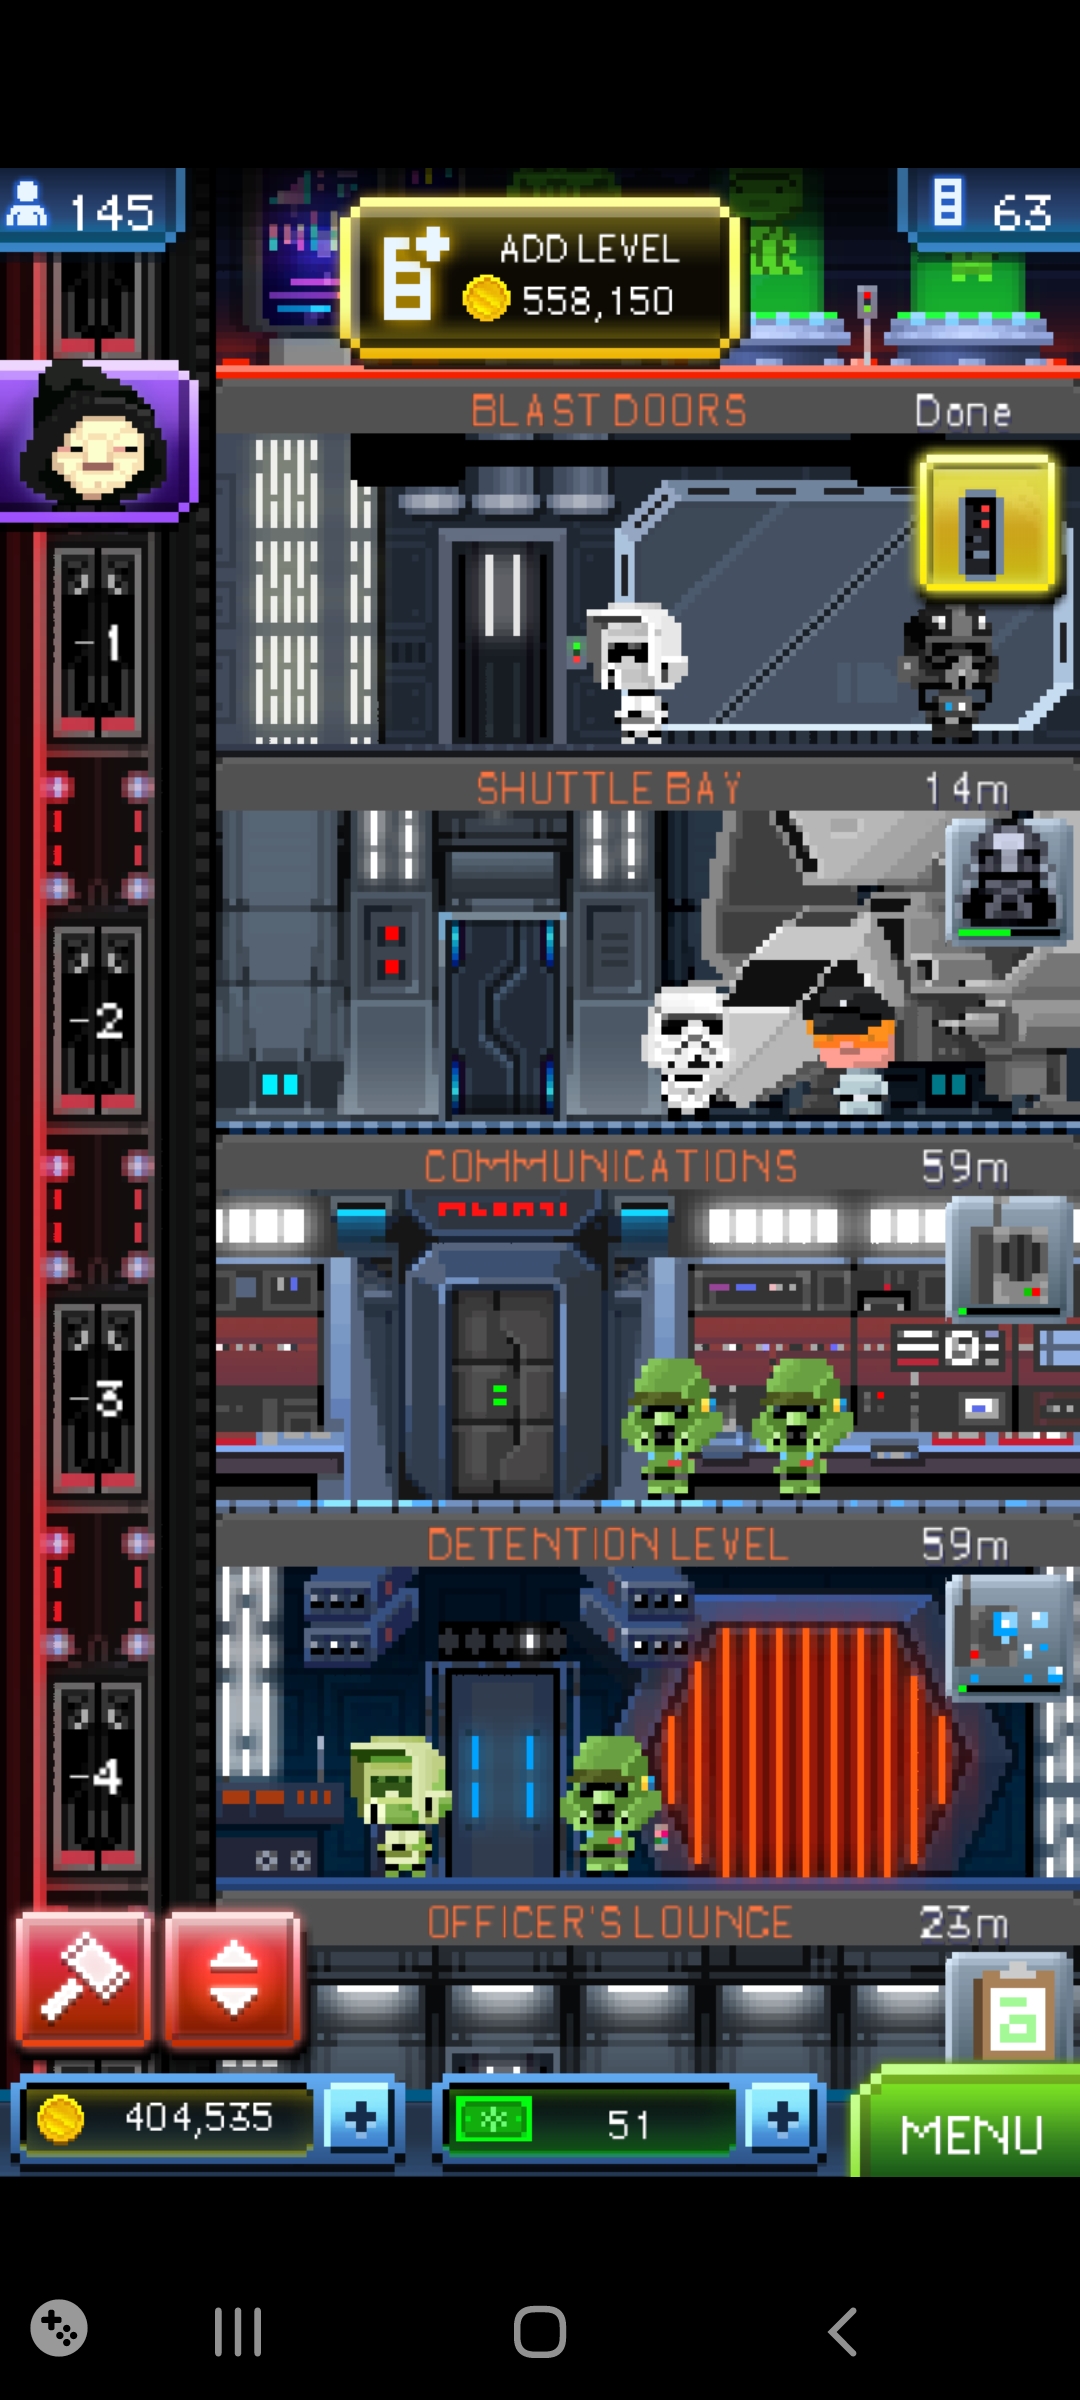 145
ADD LEVEL
558,150
63
BLAST DOORS
Done
-1
SHUTTLE BAY
14m
-2
COMMUNICATIONS
59m
-3
DETENTION LEVEL
59m
-4
OFFICER'S LOUNGE
23m
404,535
51
MENU